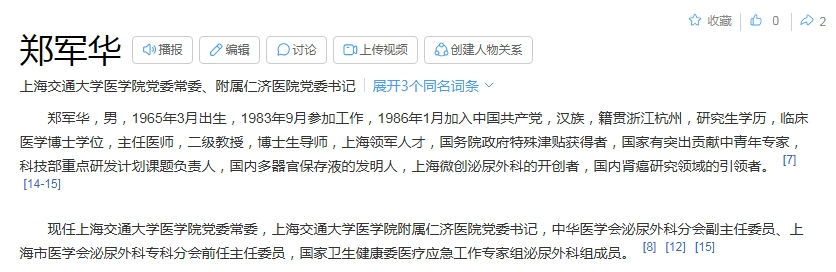 收藏 0 2
郑军华 播报 编辑 讨论 上传视频 创建人物关系
上海交通大学医学院党委常委、附属仁济医院党委书记 展开3个同名词条
郑军华，男，1965年3月出生，1983年9月参加工作，1986年1月加入中国共产党，汉族，籍贯浙江杭州，研究生学历，临床
医学博士学位，主任医师，二级教授，博士生导师，上海领军人才，国务院政府特殊津贴获得者，国家有突出贡献中青年专家，
科技部重点研发计划课题负责人，国内多器官保存液的发明人，上海微创泌尿外科的开创者，国内肾癌研究领域的引领者。 [7]
[14-15]
现任上海交通大学医学院党委常委，上海交通大学医学院附属仁济医院党委书记，中华医学会泌尿外科分会副主任委员、上
海市医学会泌尿外科专科分会前任主任委员，国家卫生健康委医疗应急工作专家组泌尿外科组成员。 [8] [12] [15]